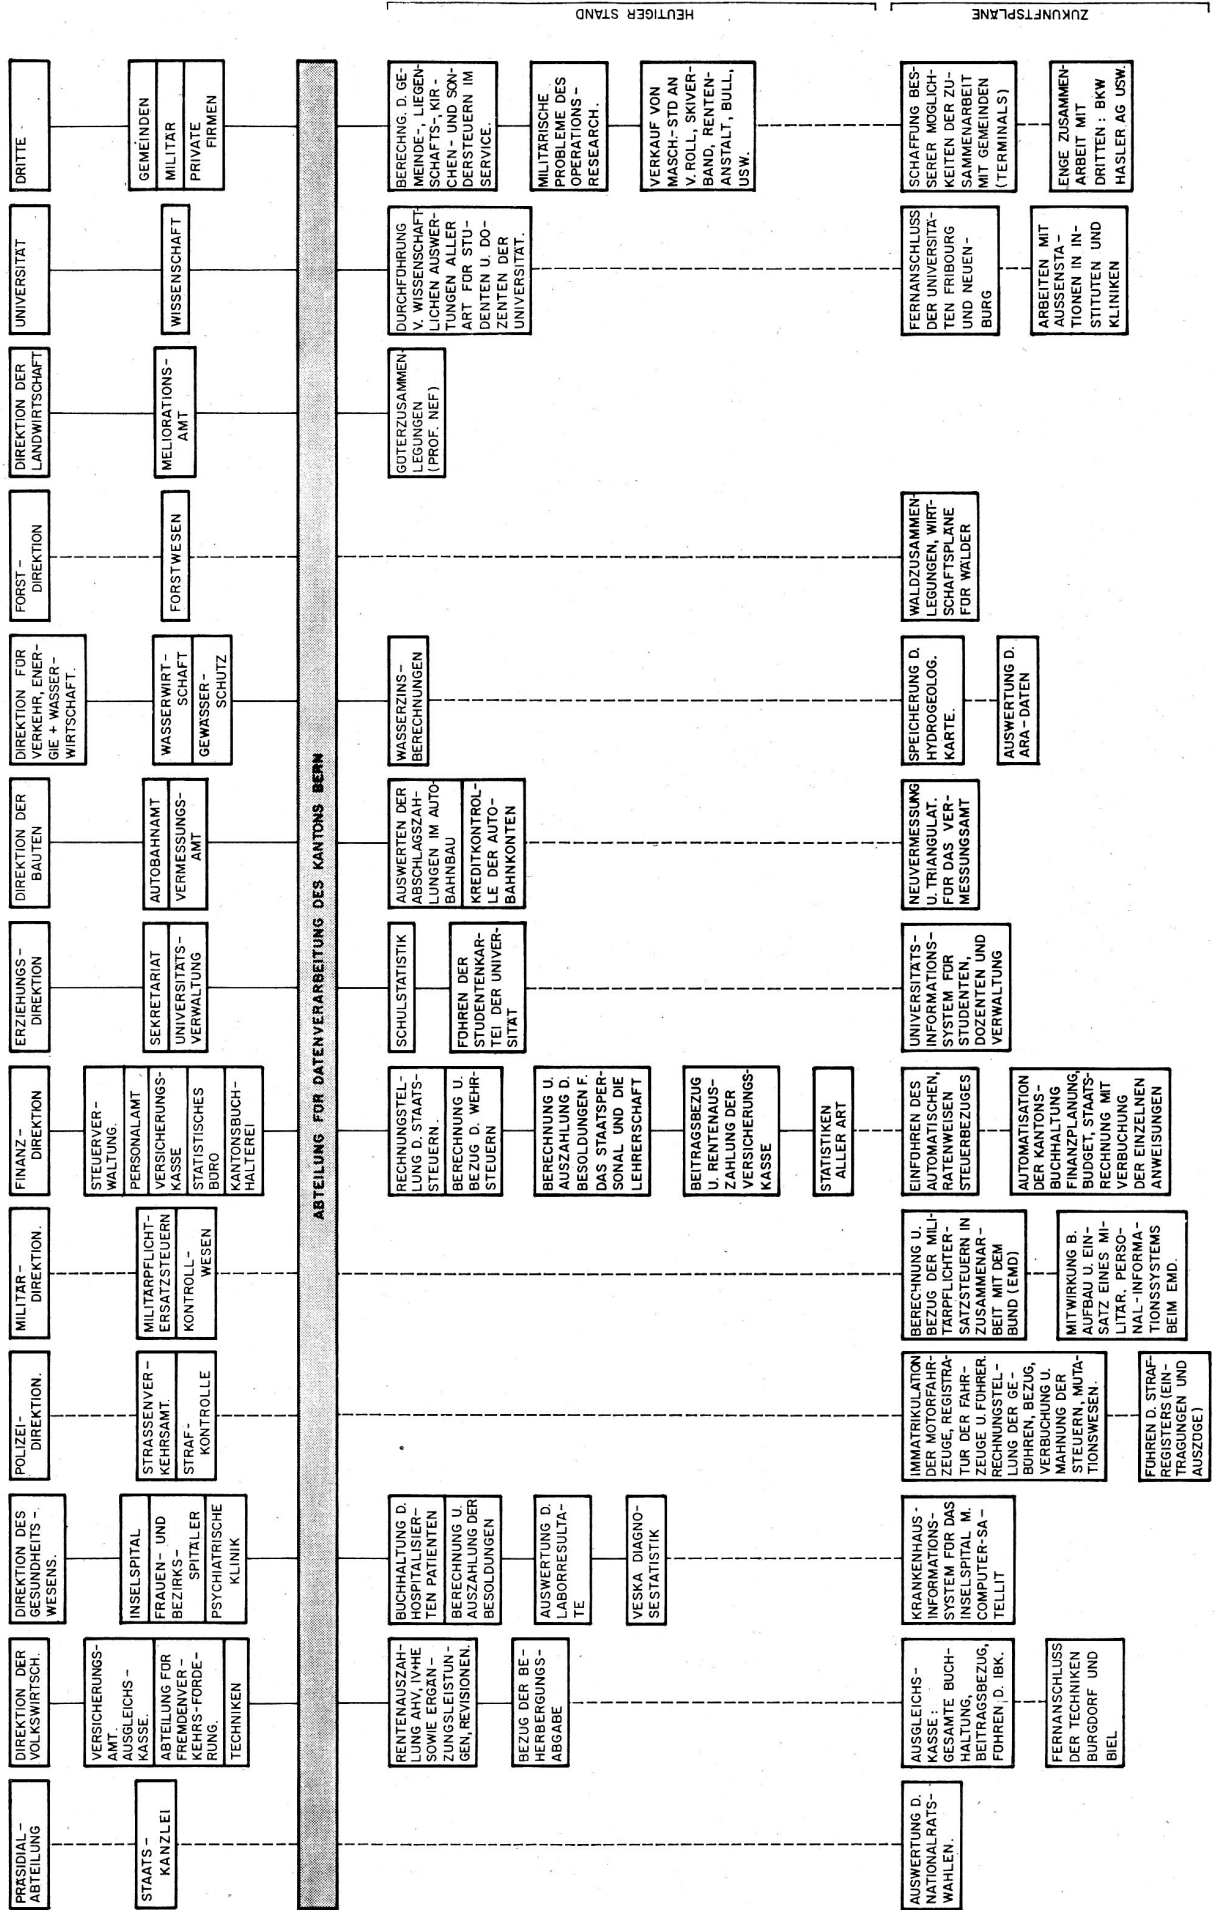 PRÄSIDIAL-
ABTEILUNG
DIREKTION DER
VOLKSWIRTSCH.
DIREKTION DES
GESUNDHEITS-
WESENS.
POLIZEI-
DIREKTION.
MILITÄR-
DIREKTION.
FINANZ-
DIREKTION
ERZIEHUNGS-
DIREKTION
DIREKTION DER
BAUTEN
DIREKTION FÜR
VERKEHR, ENER-
GIE + WASSER-
WIRTSCHAFT.
FORST-
DIREKTION
DIREKTION DER
LANDWIRTSCHAFT
UNIVERSITÄT
DRITTE
STAATS-
KANZLEI
VERSICHERUNGS-
AMT.
AUSGLEICHS-
KASSE.
ABTEILUNG FÜR
FREMDENVER-
KEHRS-FÖRDE-
RUNG.
TECHNIKEN
INSELSPITAL
FRAUEN- UND
BEZIRKS-
SPITÄLER
PSYCHIATRISCHE
KLINIK
STRASSENVER-
KEHRSAMT.
STRAF-
KONTROLLE
MILITÄRPFLICHT-
ERSATZSTEUERN
KONTROLL-
WESEN
STEUERVER-
WALTUNG.
PERSONALAMT
VERSICHERUNGS-
KASSE
STATISTISCHES
BÜRO
KANTONSBUCH-
HALTEREI
SEKRETARIAT
UNIVERSITÄTS-
VERWALTUNG
AUTOBAHNAMT
VERMESSUNGS-
AMT
WASSERWIRT-
SCHAFT
GEWÄSSER-
SCHUTZ
FORSTWESEN
MELIORATIONS-
AMT
WISSENSCHAFT
GEMEINDEN
MILITÄR
PRIVATE
FIRMEN
ABTEILUNG FÜR DATENVERARBEITUNG DES KANTONS BERN
RENTENAUSZAH-
LUNG AHV, IV+HE
SOWIE ERGÄN-
ZUNGSLEISTUN-
GEN, REVISIONEN.
BEZUG DER BE-
HERBERGUNGS-
ABGABE
BUCHHALTUNG D.
HOSPITALISIER-
TEN PATIENTEN
BERECHNUNG U.
AUSZAHLUNG DER
BESOLDUNGEN
AUSWERTUNG D.
LABORRESULTA-
TE
VESKA DIAGNO-
SESTATISTIK
RECHNUNGSTEL-
LUNG D. STAATS-
STEUERN.
BERECHNUNG U.
BEZUG D. WEHR-
STEUERN
BERECHNUNG U.
AUSZAHLUNG D.
BESOLDUNGEN F.
DAS STAATSPER-
SONAL UND DIE
LEHRERSCHAFT
BEITRAGSBEZUG
U. RENTENAUS-
ZAHLUNG DER
VERSICHERUNGS-
KASSE
STATISTIKEN
ALLER ART
SCHULSTATISTIK
FÜHREN DER
STUDENTENKAR-
TEI DER UNIVER-
SITÄT
AUSWERTEN DER
ABSCHLAGSZAH-
LUNGEN IM AUTO-
BAHNBAU
KREDITKONTROL-
LE DER AUTO-
BAHNKONTEN
WASSERZINS-
BERECHNUNGEN
GÜTERZUSAMMEN-
LEGUNGEN
(PROF. NEF)
DURCHFÜHRUNG
V. WISSENSCHAFT-
LICHEN AUSWER-
TUNGEN ALLER
ART FÜR STU-
DENTEN U. DO-
ZENTEN DER
UNIVERSITÄT.
BERECHNG. D. GE-
MEINDE-, LIEGEN-
SCHAFTS-, KIR-
CHEN- UND SON-
DERSTEUERN IM
SERVICE.
MILITÄRISCHE
PROBLEME DES
OPERATIONS-
RESEARCH.
VERKAUF VON
MASCH.-STD AN
V. ROLL, SKIVER-
BAND, RENTEN-
ANSTALT, BULL,
USW.
HEUTIGER STAND
AUSWERTUNG D.
NATIONALRATS-
WAHLEN.
AUSGLEICHS-
KASSE:
GESAMTE BUCH-
HALTUNG,
BEITRAGSBEZUG,
FÜHREN, D. IBK.
FERNANSCHLUSS
DER TECHNIKEN
BURGDORF UND
BIEL
KRANKENHAUS-
INFORMATIONS-
SYSTEM FÜR DAS
INSELSPITAL M.
COMPUTER-SA-
TELLIT
IMMATRIKULATION
DER MOTORFAHR-
ZEUGE, REGISTRA-
TUR DER FAHR-
ZEUGE U. FÜHRER.
RECHNUNGSTEL-
LUNG DER GE-
BÜHREN, BEZUG,
VERBUCHUNG U.
MAHNUNG DER
STEUERN, MUTA-
TIONSWESEN.
FÜHREN D. STRAF-
REGISTERS (EIN-
TRAGUNGEN UND
AUSZÜGE)
BERECHNUNG U.
BEZUG DER MILI-
TÄRPFLICHTER-
SATZSTEUERN IN
ZUSAMMENAR-
BEIT MIT DEM
BUND (EMD)
MITWIRKUNG B.
AUFBAU U. EIN-
SATZ EINES MI-
LITÄR. PERSO-
NAL-INFORMA-
TIONSSYSTEMS
BEIM EMD.
EINFÜHREN DES
AUTOMATISCHEN,
RATENWEISEN
STEUERBEZUGES
AUTOMATISATION
DER KANTONS-
BUCHHALTUNG
FINANZPLANUNG,
BUDGET, STAATS-
RECHNUNG MIT
VERBUCHUNG
DER EINZELNEN
ANWEISUNGEN
UNIVERSITÄTS-
INFORMATIONS-
SYSTEM FÜR
STUDENTEN,
DOZENTEN UND
VERWALTUNG
NEUVERMESSUNG
U. TRIANGULAT.
FÜR DAS VER-
MESSUNGSAMT
SPEICHERUNG D.
HYDROGEOLOG.
KARTE.
AUSWERTUNG D.
ARA-DATEN
WALDZUSAMMEN-
LEGUNGEN, WIRT-
SCHAFTSPLÄNE
FÜR WÄLDER
FERNANSCHLUSS
DER UNIVERSITÄ-
TEN FRIBOURG
UND NEUEN-
BURG
ARBEITEN MIT
AUSSENSTA-
TIONEN IN IN-
STITUTEN UND
KLINIKEN
SCHAFFUNG BES-
SERER MÖGLICH-
KEITEN DER ZU-
SAMMENARBEIT
MIT GEMEINDEN
(TERMINALS)
ENGE ZUSAMMEN-
ARBEIT MIT
DRITTEN: BKW
HASLER AG USW.
ZUKUNFTSPLÄNE